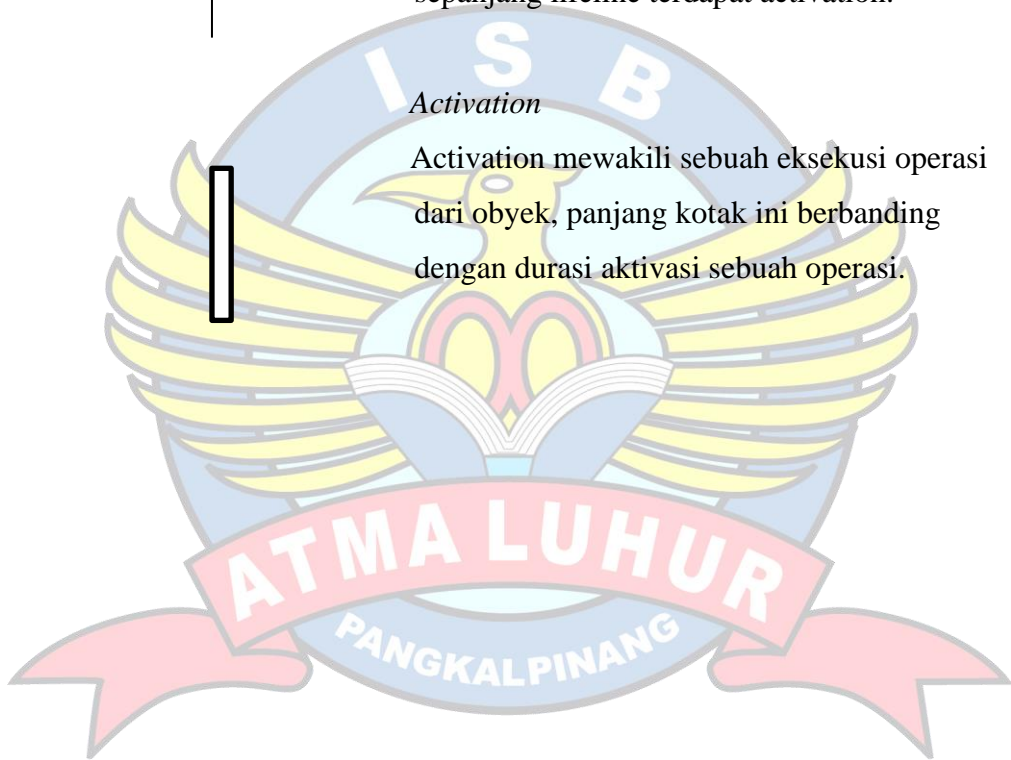 sepanjang lifeline terdapat activation.
I S B
Activation
Activation mewakili sebuah eksekusi operasi
dari obyek, panjang kotak ini berbanding
dengan durasi aktivasi sebuah operasi.
ATMA LUHUR
PANGKALPINANG